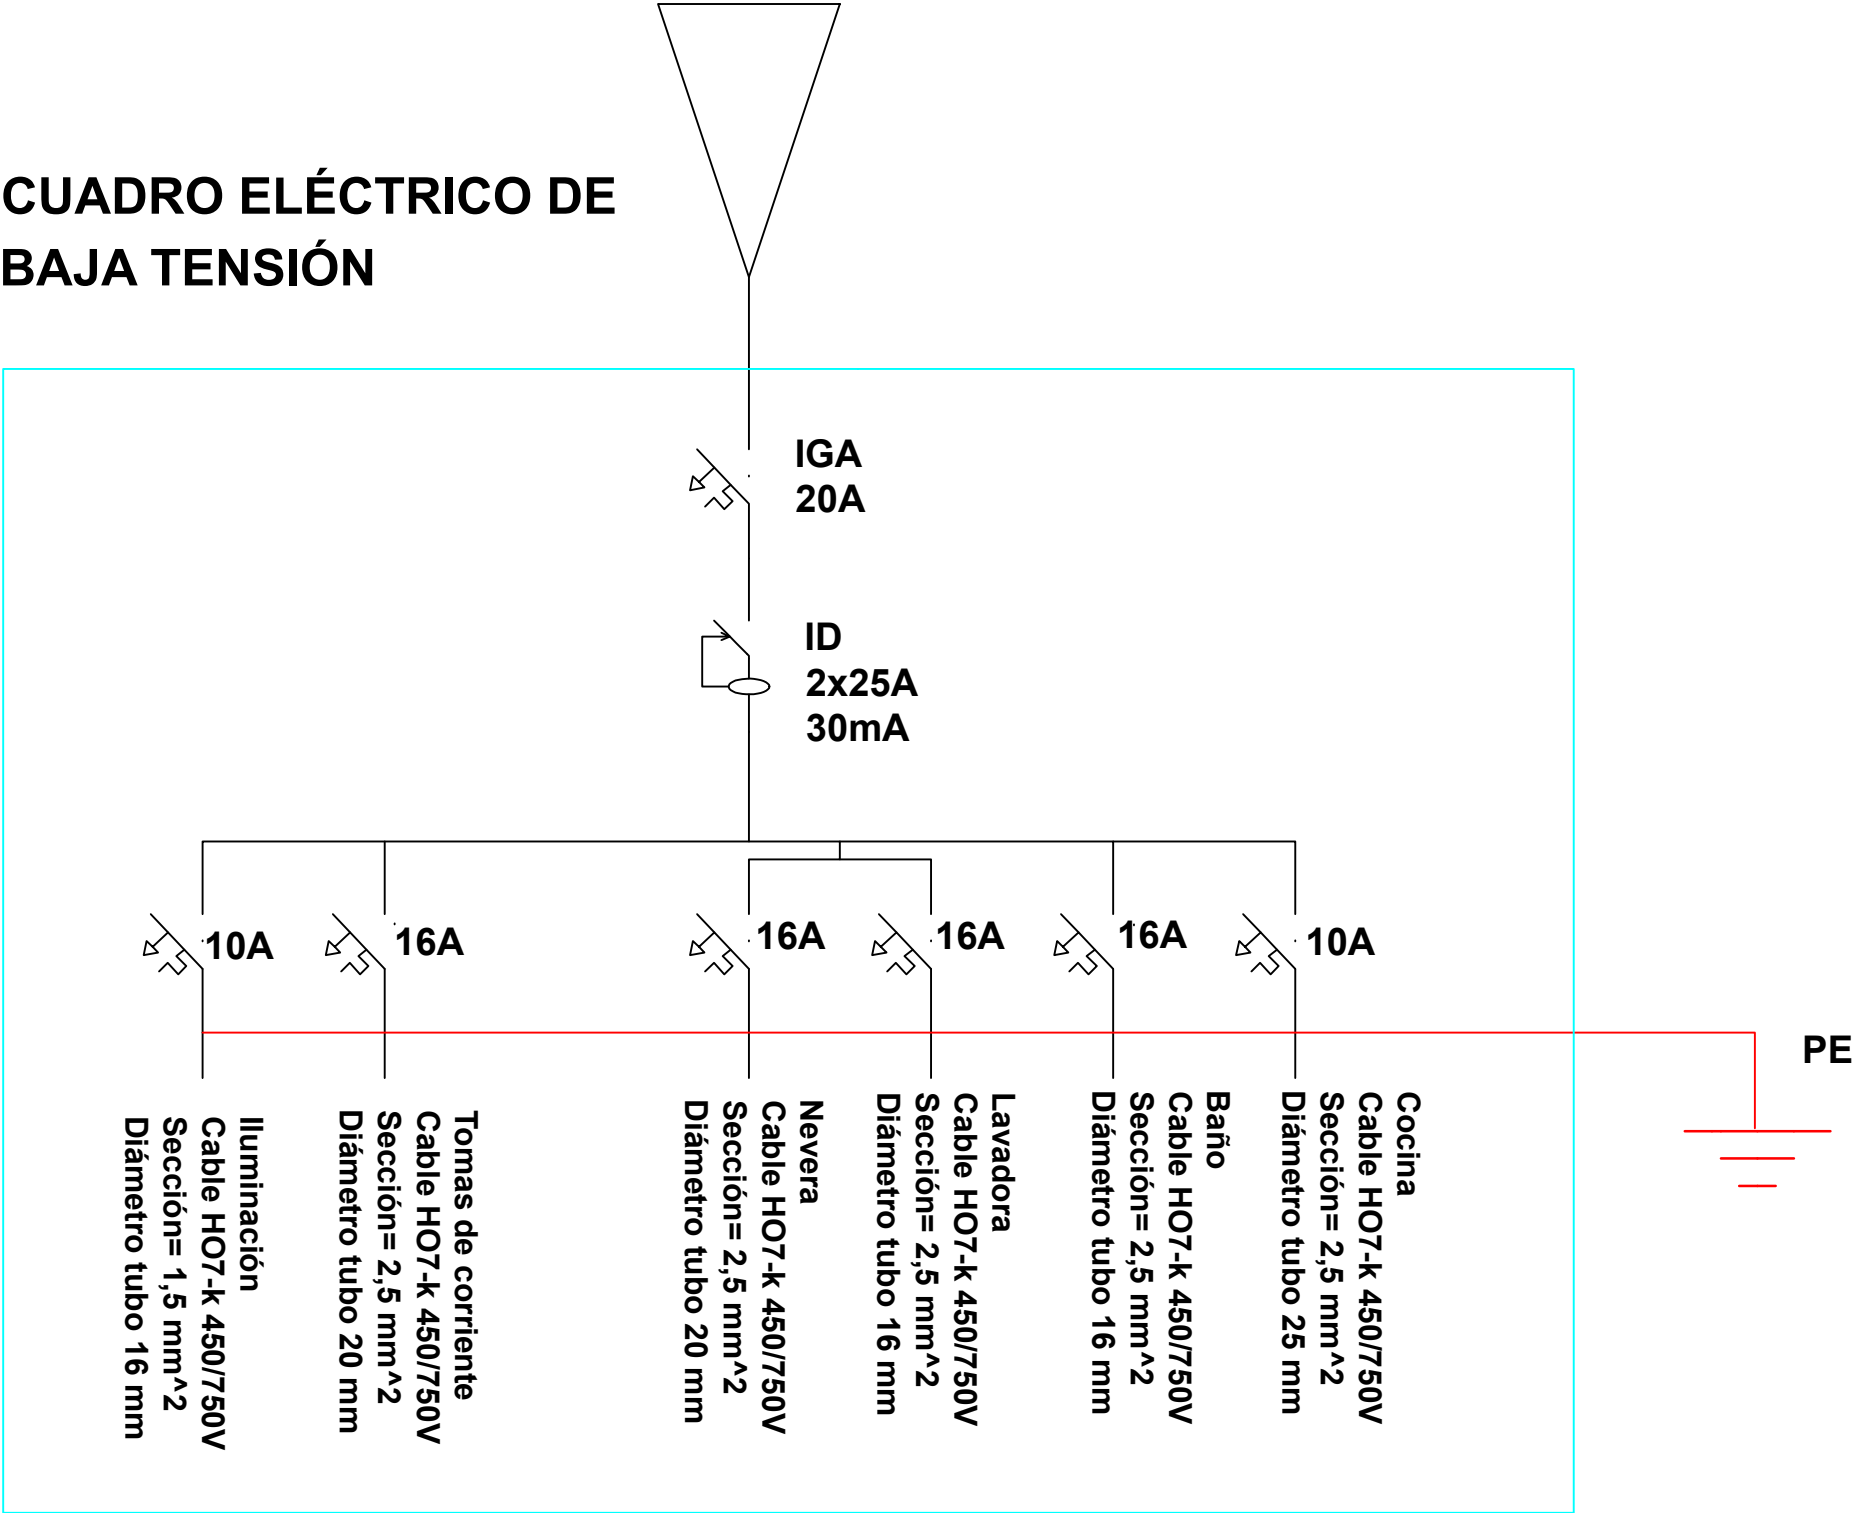 CUADRO ELÉCTRICO DE
BAJA TENSIÓN
IGA
20A
ID
2x25A
30mA
10A
16A
16A
16A
16A
10A
PE
Iluminación
Cable HO7-k 450/750V
Sección= 1,5 mm^2
Diámetro tubo 16 mm
Tomas de corriente
Cable HO7-k 450/750V
Sección= 2,5 mm^2
Diámetro tubo 20 mm
Nevera
Cable HO7-k 450/750V
Sección= 2,5 mm^2
Diámetro tubo 20 mm
Lavadora
Cable HO7-k 450/750V
Sección= 2,5 mm^2
Diámetro tubo 16 mm
Baño
Cable HO7-k 450/750V
Sección= 2,5 mm^2
Diámetro tubo 16 mm
Cocina
Cable HO7-k 450/750V
Sección= 2,5 mm^2
Diámetro tubo 25 mm